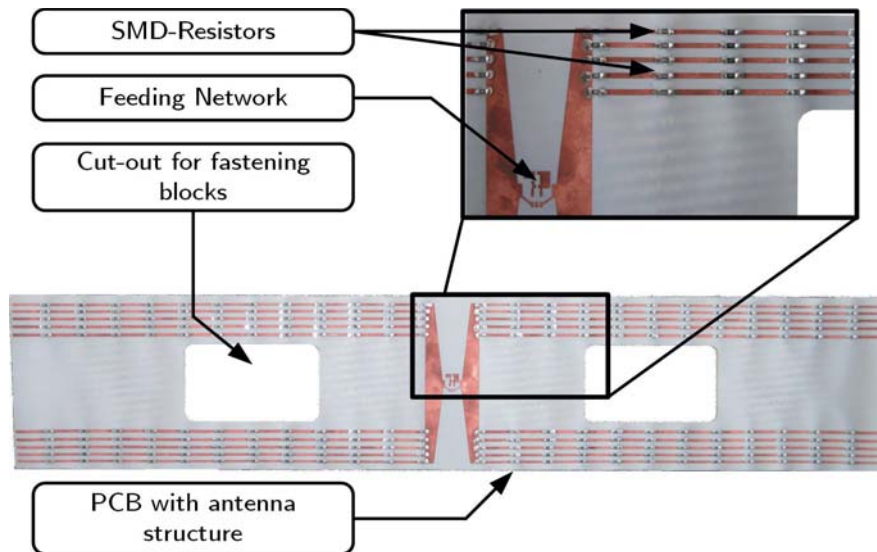 SMD-Resistors
Feeding Network
Cut-out for fastening
blocks
PCB with antenna
structure